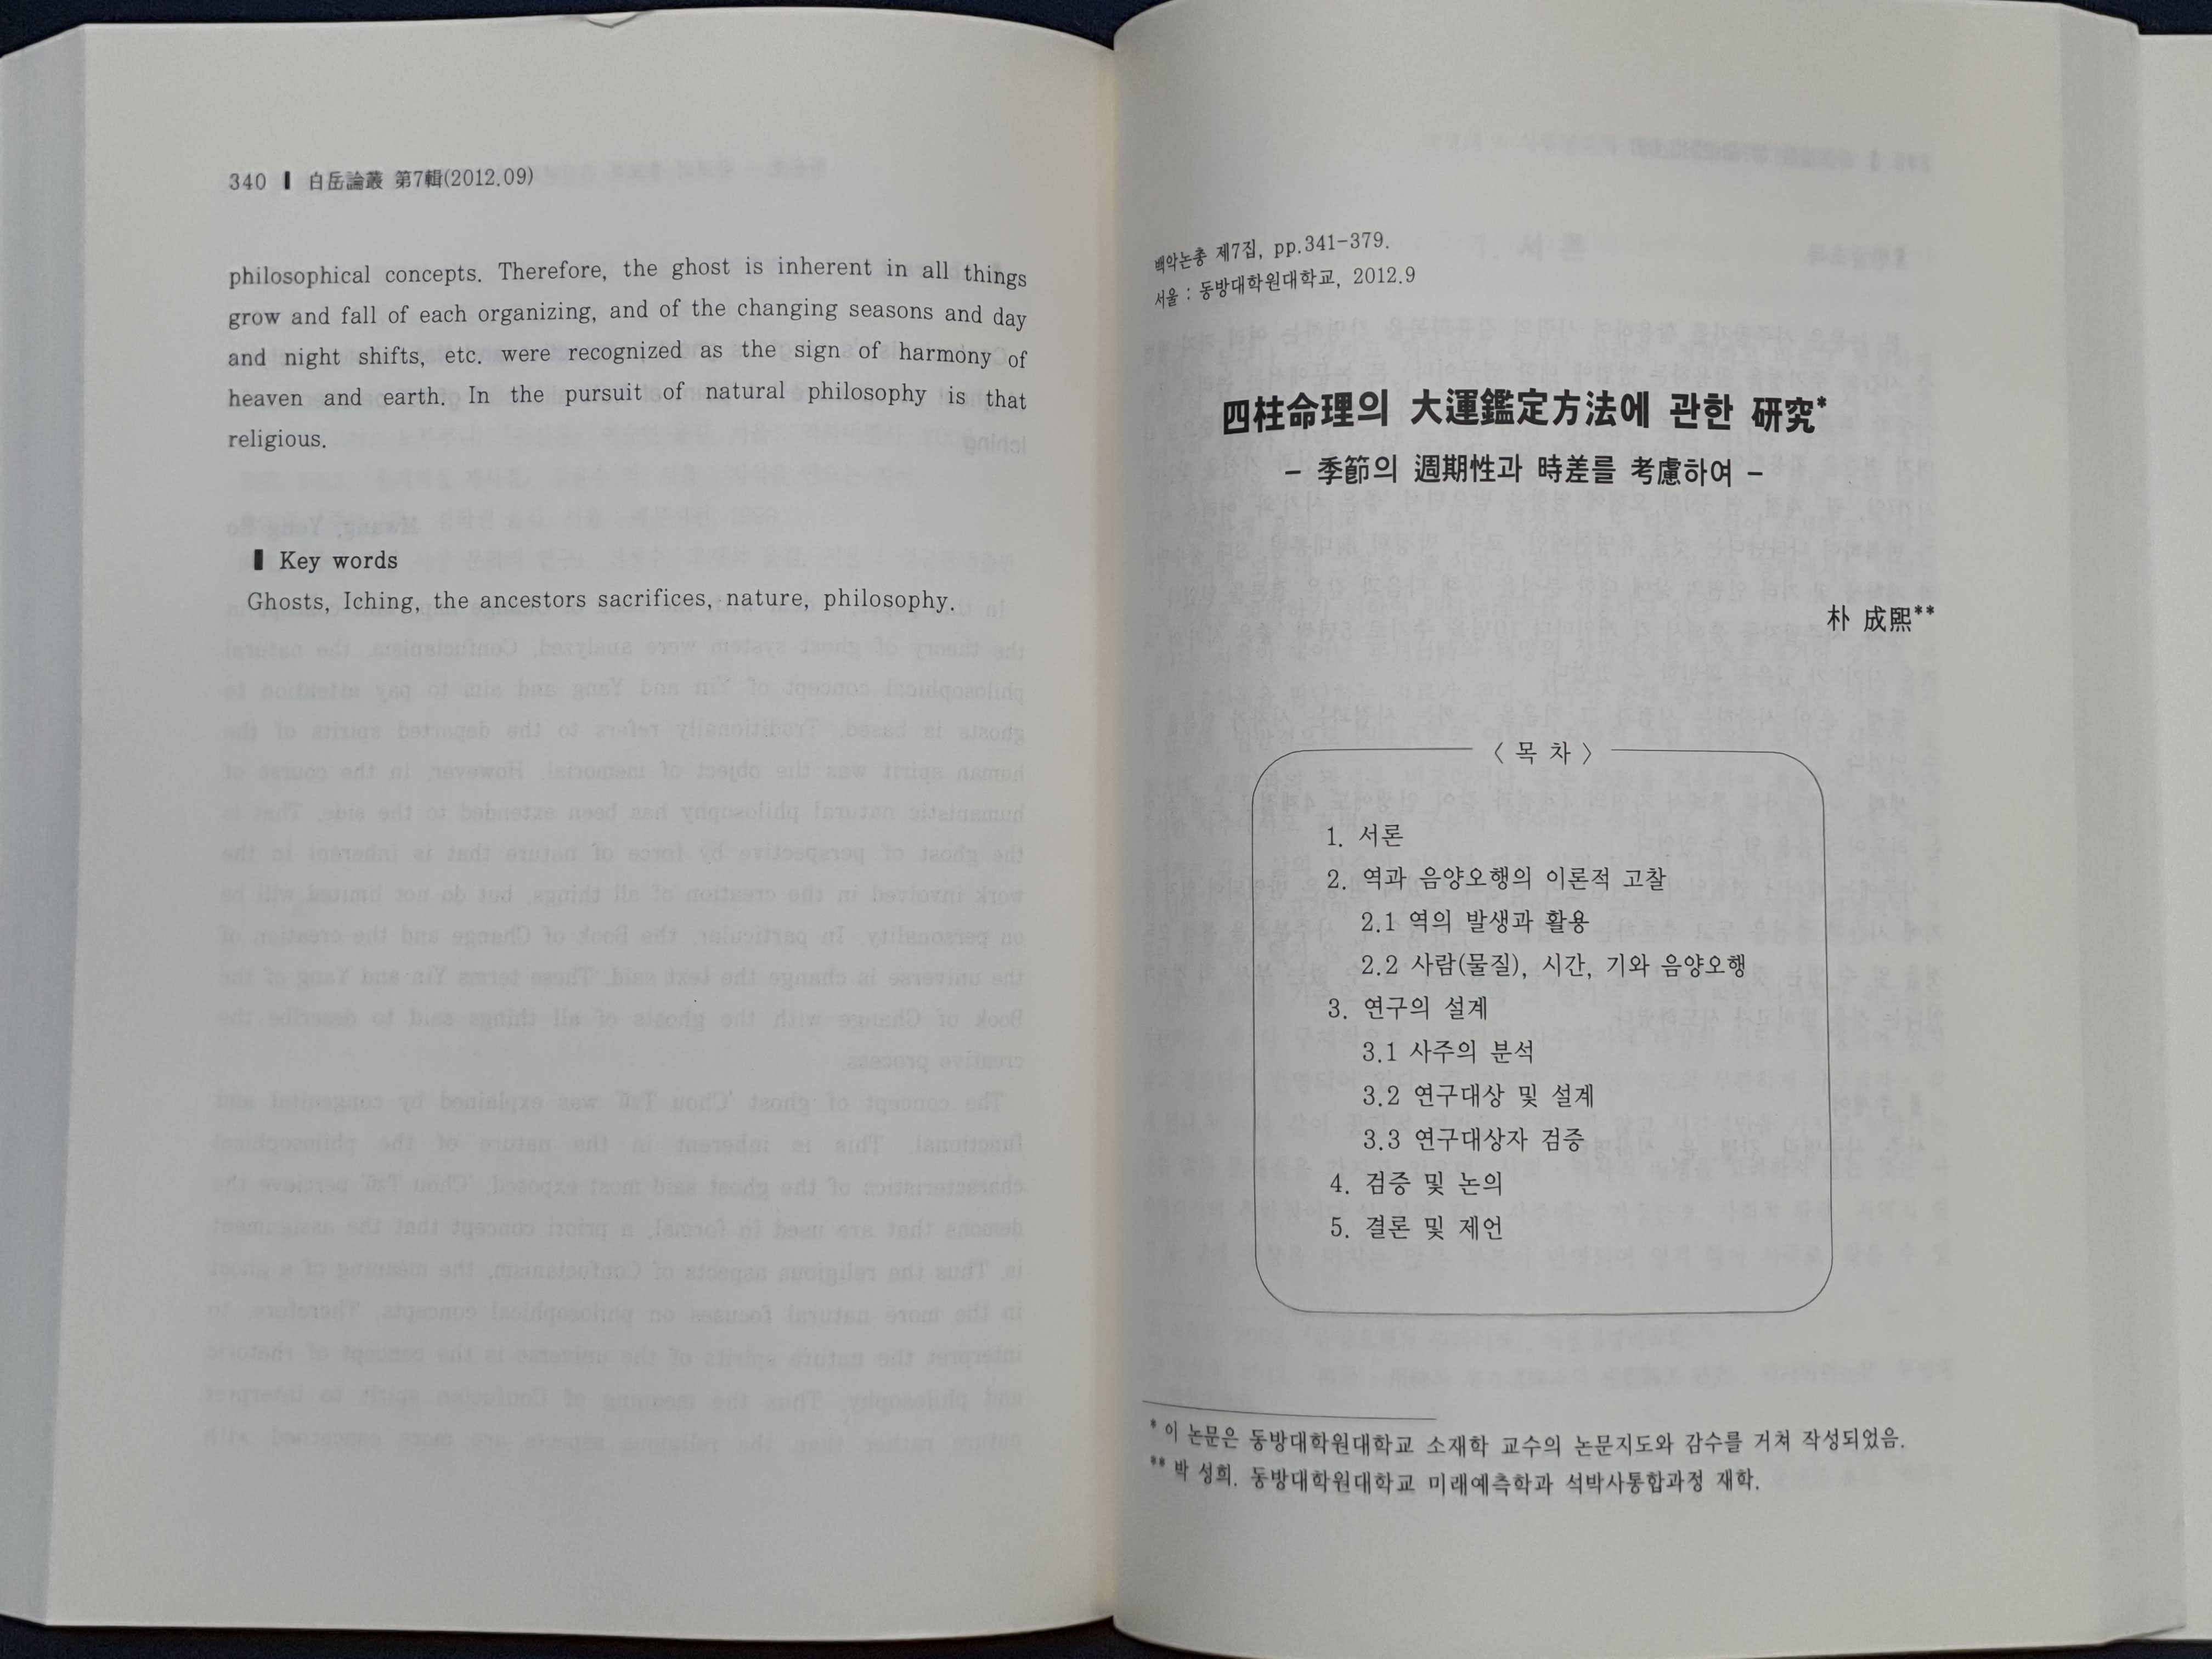 340 ▌ 白岳論叢 第7輯(2012.09)
philosophical concepts. Therefore, the ghost is inherent in all things
grow and fall of each organizing, and of the changing seasons and day
and night shifts, etc. were recognized as the sign of harmony of
heaven and earth. In the pursuit of natural philosophy is that
religious.
▌ Key words
Ghosts, Iching, the ancestors sacrifices, nature, philosophy.
백악논총 제7집, pp.341-379.
서울 : 동방대학원대학교, 2012.9
四柱命理의 大運鑑定方法에 관한 硏究*
- 季節의 週期性과 時差를 考慮하여 -
朴 成熙**
〈 목 차 〉
1. 서론
2. 역과 음양오행의 이론적 고찰
2.1 역의 발생과 활용
2.2 사람(물질), 시간, 기와 음양오행
3. 연구의 설계
3.1 사주의 분석
3.2 연구대상 및 설계
3.3 연구대상자 검증
4. 검증 및 논의
5. 결론 및 제언
* 이 논문은 동방대학원대학교 소재학 교수의 논문지도와 감수를 거쳐 작성되었음.
** 박 성희. 동방대학원대학교 미래예측학과 석박사통합과정 재학.